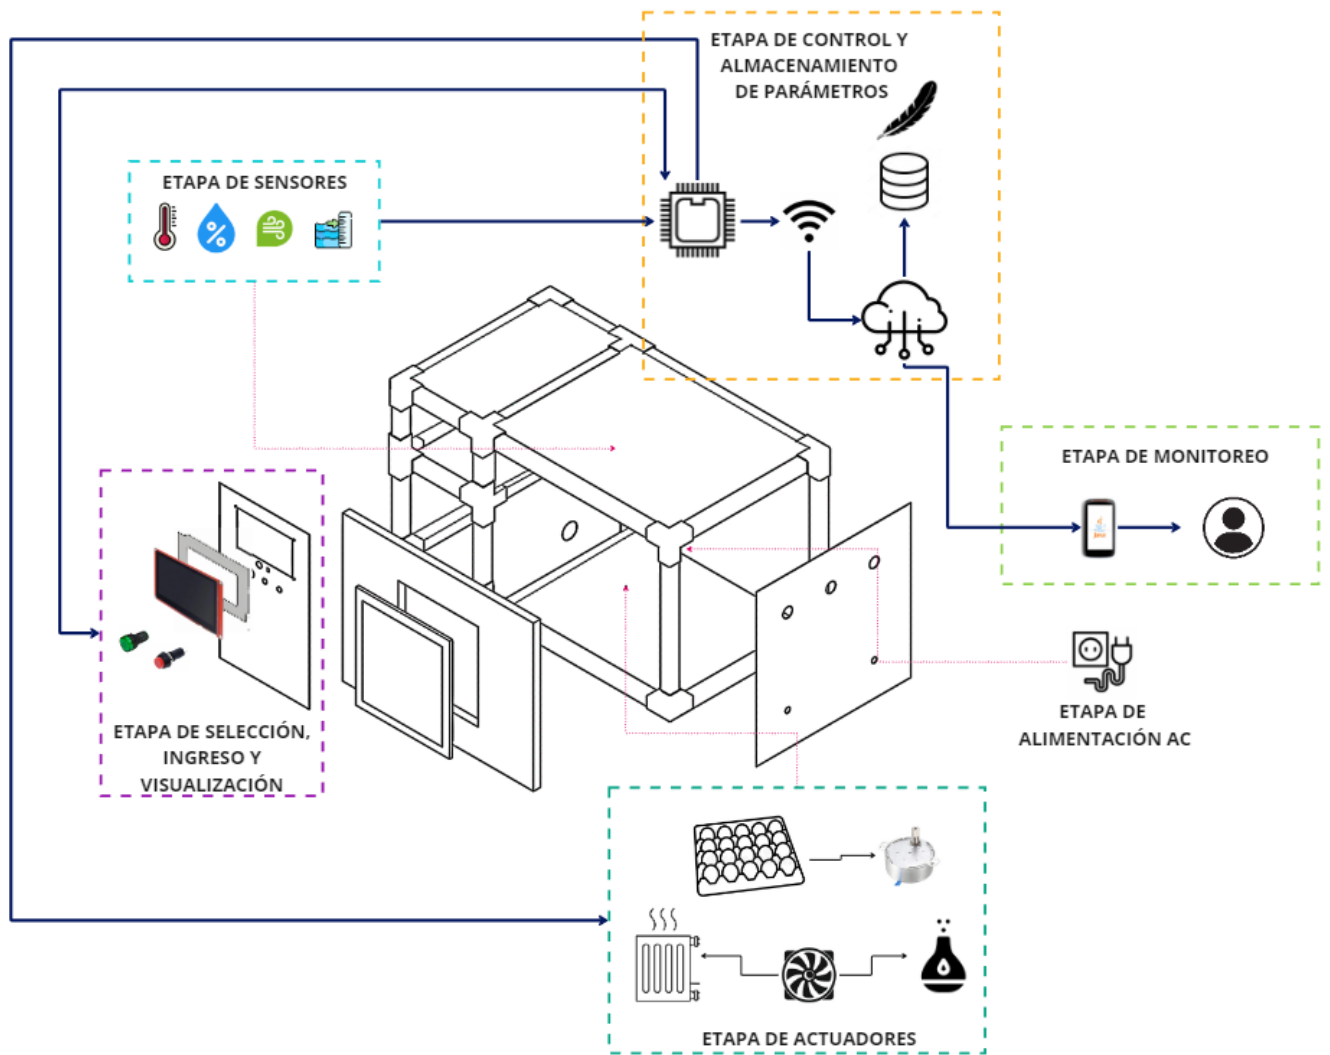 ETAPA DE CONTROL Y
ALMACENAMIENTO
DE PARÁMETROS
ETAPA DE SENSORES
%
ETAPA DE MONITOREO
ETAPA DE SELECCIÓN,
INGRESO Y
VISUALIZACIÓN
ETAPA DE
ALIMENTACIÓN AC
ETAPA DE ACTUADORES